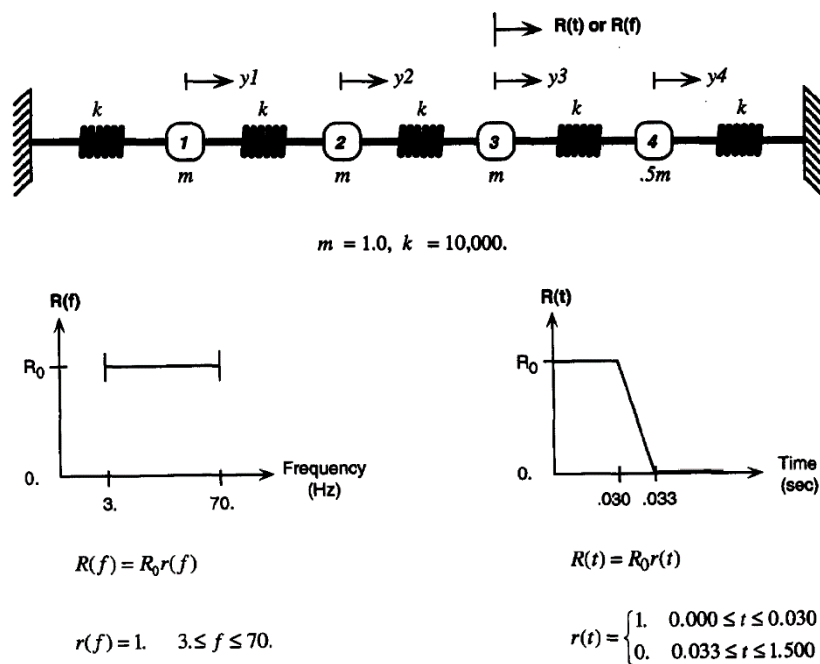 R(t) or R(f)
y1 y2 y3 y4
k k k k k
1 2 3 4
m m m .5m
m = 1.0, k = 10,000.
R(f)
R₀
0.
3. 70.
Frequency
(Hz)
R(f) = R₀r(f)
r(f) = 1. 3. ≤ f ≤ 70.
R(t)
R₀
0.
.030 .033
Time
(sec)
R(t) = R₀r(t)
r(t) = { 1. 0.000 ≤ t ≤ 0.030
0. 0.033 ≤ t ≤ 1.500